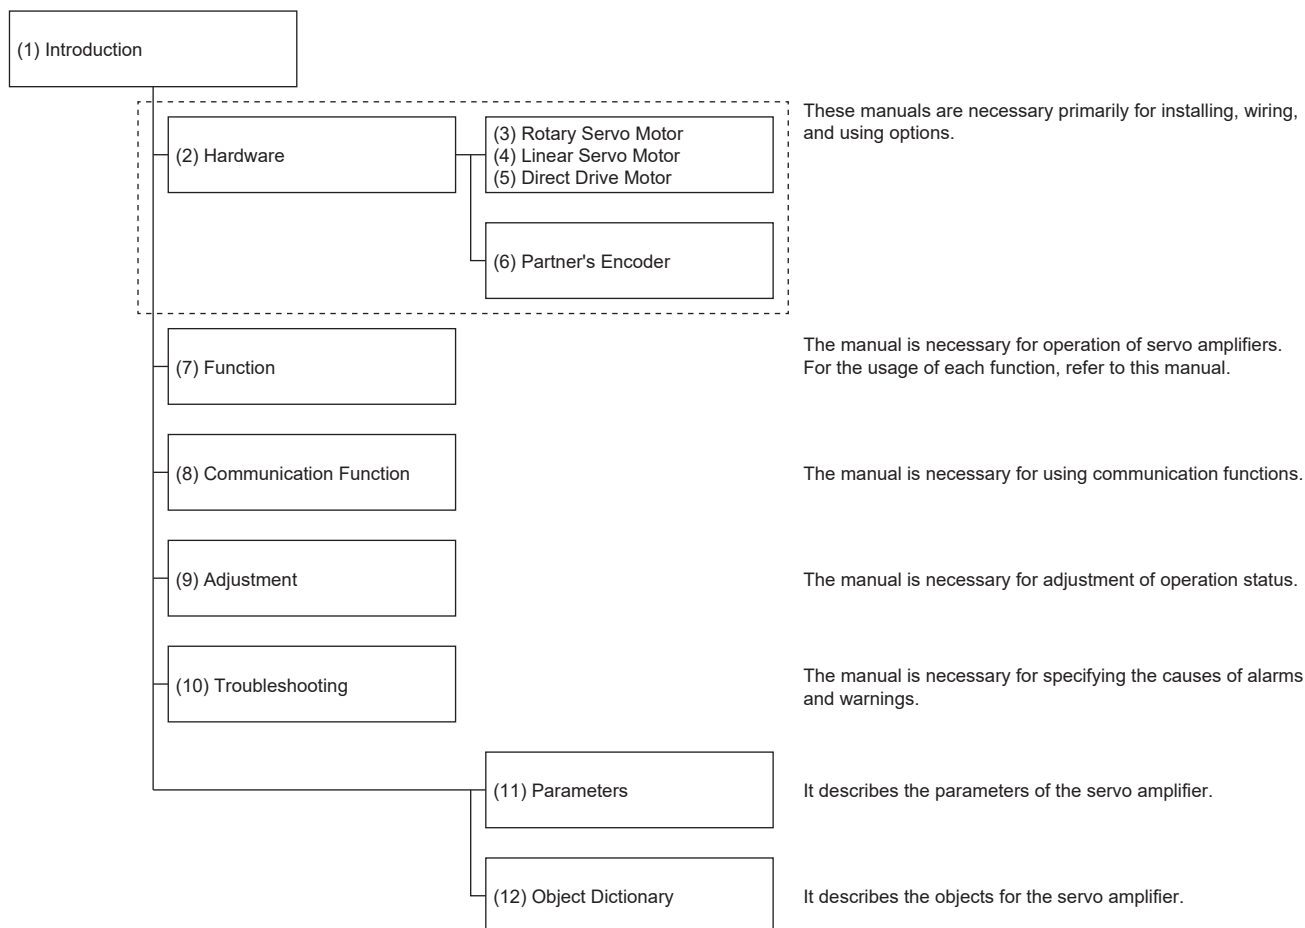 (1) Introduction
These manuals are necessary primarily for installing, wiring,
and using options.
(2) Hardware
(3) Rotary Servo Motor
(4) Linear Servo Motor
(5) Direct Drive Motor
(6) Partner's Encoder
(7) Function
The manual is necessary for operation of servo amplifiers.
For the usage of each function, refer to this manual.
(8) Communication Function
The manual is necessary for using communication functions.
(9) Adjustment
The manual is necessary for adjustment of operation status.
(10) Troubleshooting
The manual is necessary for specifying the causes of alarms
and warnings.
(11) Parameters
It describes the parameters of the servo amplifier.
(12) Object Dictionary
It describes the objects for the servo amplifier.